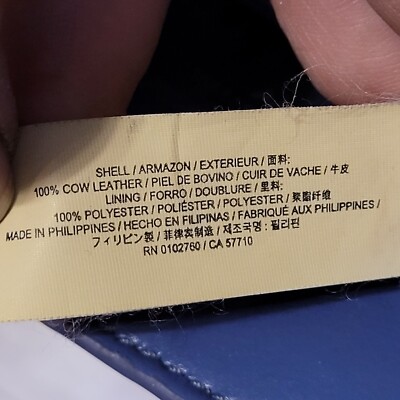 SHELL / ARMAZON / EXTERIEUR / 面料:
100% COW LEATHER / PIEL DE BOVINO / CUIR DE VACHE / 牛皮
LINING / FORRO / DOUBLURE / 里料:
100% POLYESTER / POLIÉSTER / POLYESTER / 聚酯纤维
MADE IN PHILIPPINES / HECHO EN FILIPINAS / FABRIQUÉ AUX PHILIPPINES /
フィリピン製 / 菲律宾制造 / 제조국명 : 필리핀
RN 0102760 / CA 57710